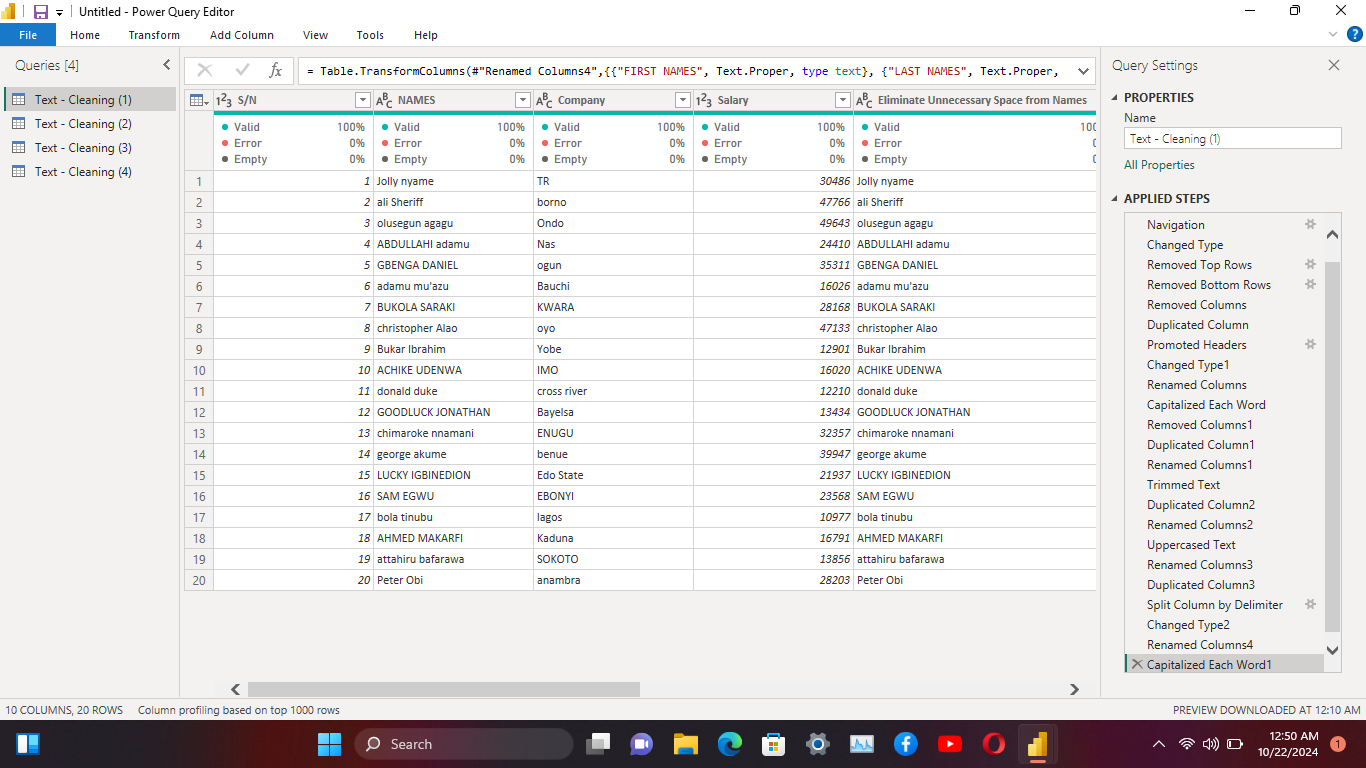 Untitled - Power Query Editor
File Home Transform Add Column View Tools Help
Queries [4]
Text - Cleaning (1)
Text - Cleaning (2)
Text - Cleaning (3)
Text - Cleaning (4)
fx = Table.TransformColumns(#"Renamed Columns4",{{"FIRST NAMES", Text.Proper, type text}, {"LAST NAMES", Text.Proper,
1²3 S/N ABC NAMES ABC Company 1²3 Salary ABC Eliminate Unnecessary Space from Names
Valid 100% Valid 100% Valid 100% Valid 100% Valid 100
Error 0% Error 0% Error 0% Error 0% Error 0
Empty 0% Empty 0% Empty 0% Empty 0% Empty 0
1 1 Jolly nyame TR 30486 Jolly nyame
2 2 ali Sheriff borno 47766 ali Sheriff
3 3 olusegun agagu Ondo 49643 olusegun agagu
4 4 ABDULLAHI adamu Nas 24410 ABDULLAHI adamu
5 5 GBENGA DANIEL ogun 35311 GBENGA DANIEL
6 6 adamu mu'azu Bauchi 16026 adamu mu'azu
7 7 BUKOLA SARAKI KWARA 28168 BUKOLA SARAKI
8 8 christopher Alao oyo 47133 christopher Alao
9 9 Bukar Ibrahim Yobe 12901 Bukar Ibrahim
10 10 ACHIKE UDENWA IMO 16020 ACHIKE UDENWA
11 11 donald duke cross river 12210 donald duke
12 12 GOODLUCK JONATHAN Bayelsa 13434 GOODLUCK JONATHAN
13 13 chimaroke nnamani ENUGU 32357 chimaroke nnamani
14 14 george akume benue 39947 george akume
15 15 LUCKY IGBINEDION Edo State 21937 LUCKY IGBINEDION
16 16 SAM EGWU EBONYI 23568 SAM EGWU
17 17 bola tinubu lagos 10977 bola tinubu
18 18 AHMED MAKARFI Kaduna 16791 AHMED MAKARFI
19 19 attahiru bafarawa SOKOTO 13856 attahiru bafarawa
20 20 Peter Obi anambra 28203 Peter Obi
Query Settings
PROPERTIES
Name
Text - Cleaning (1)
All Properties
APPLIED STEPS
Navigation
Changed Type
Removed Top Rows
Removed Bottom Rows
Removed Columns
Duplicated Column
Promoted Headers
Changed Type1
Renamed Columns
Capitalized Each Word
Removed Columns1
Duplicated Column1
Renamed Columns1
Trimmed Text
Duplicated Column2
Renamed Columns2
Uppercased Text
Renamed Columns3
Duplicated Column3
Split Column by Delimiter
Changed Type2
Renamed Columns4
Capitalized Each Word1
10 COLUMNS, 20 ROWS Column profiling based on top 1000 rows PREVIEW DOWNLOADED AT 12:10 AM
Search
12:50 AM
10/22/2024
1